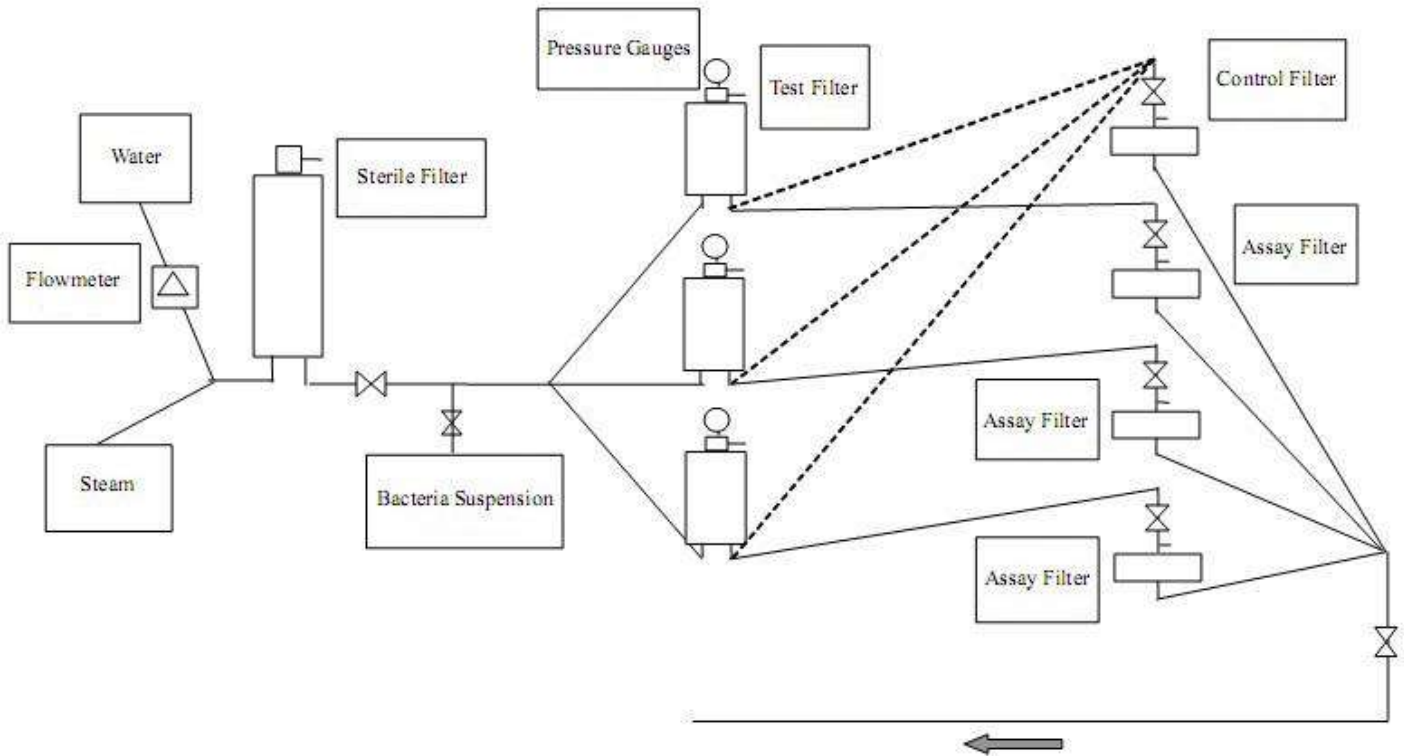 Pressure Gauges
Test Filter
Control Filter
Water
Sterile Filter
Flowmeter
Assay Filter
Assay Filter
Steam
Bacteria Suspension
Assay Filter